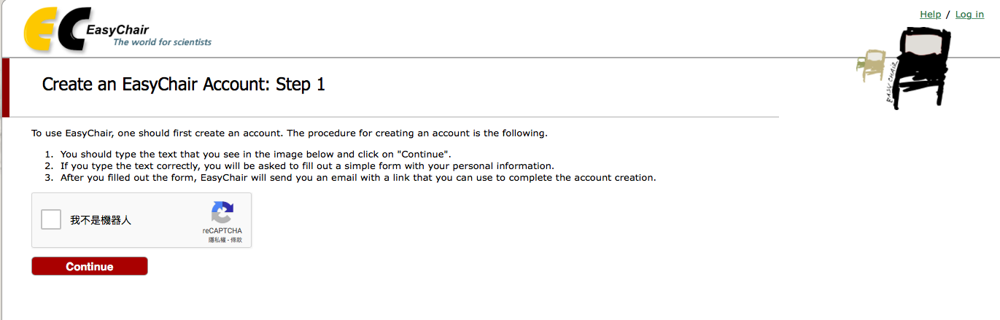 EC EasyChair
The world for scientists
Help / Log in
EASY CHAIR
Create an EasyChair Account: Step 1
To use EasyChair, one should first create an account. The procedure for creating an account is the following.
1. You should type the text that you see in the image below and click on "Continue".
2. If you type the text correctly, you will be asked to fill out a simple form with your personal information.
3. After you filled out the form, EasyChair will send you an email with a link that you can use to complete the account creation.
我不是機器人
reCAPTCHA
隱私權 - 條款
Continue